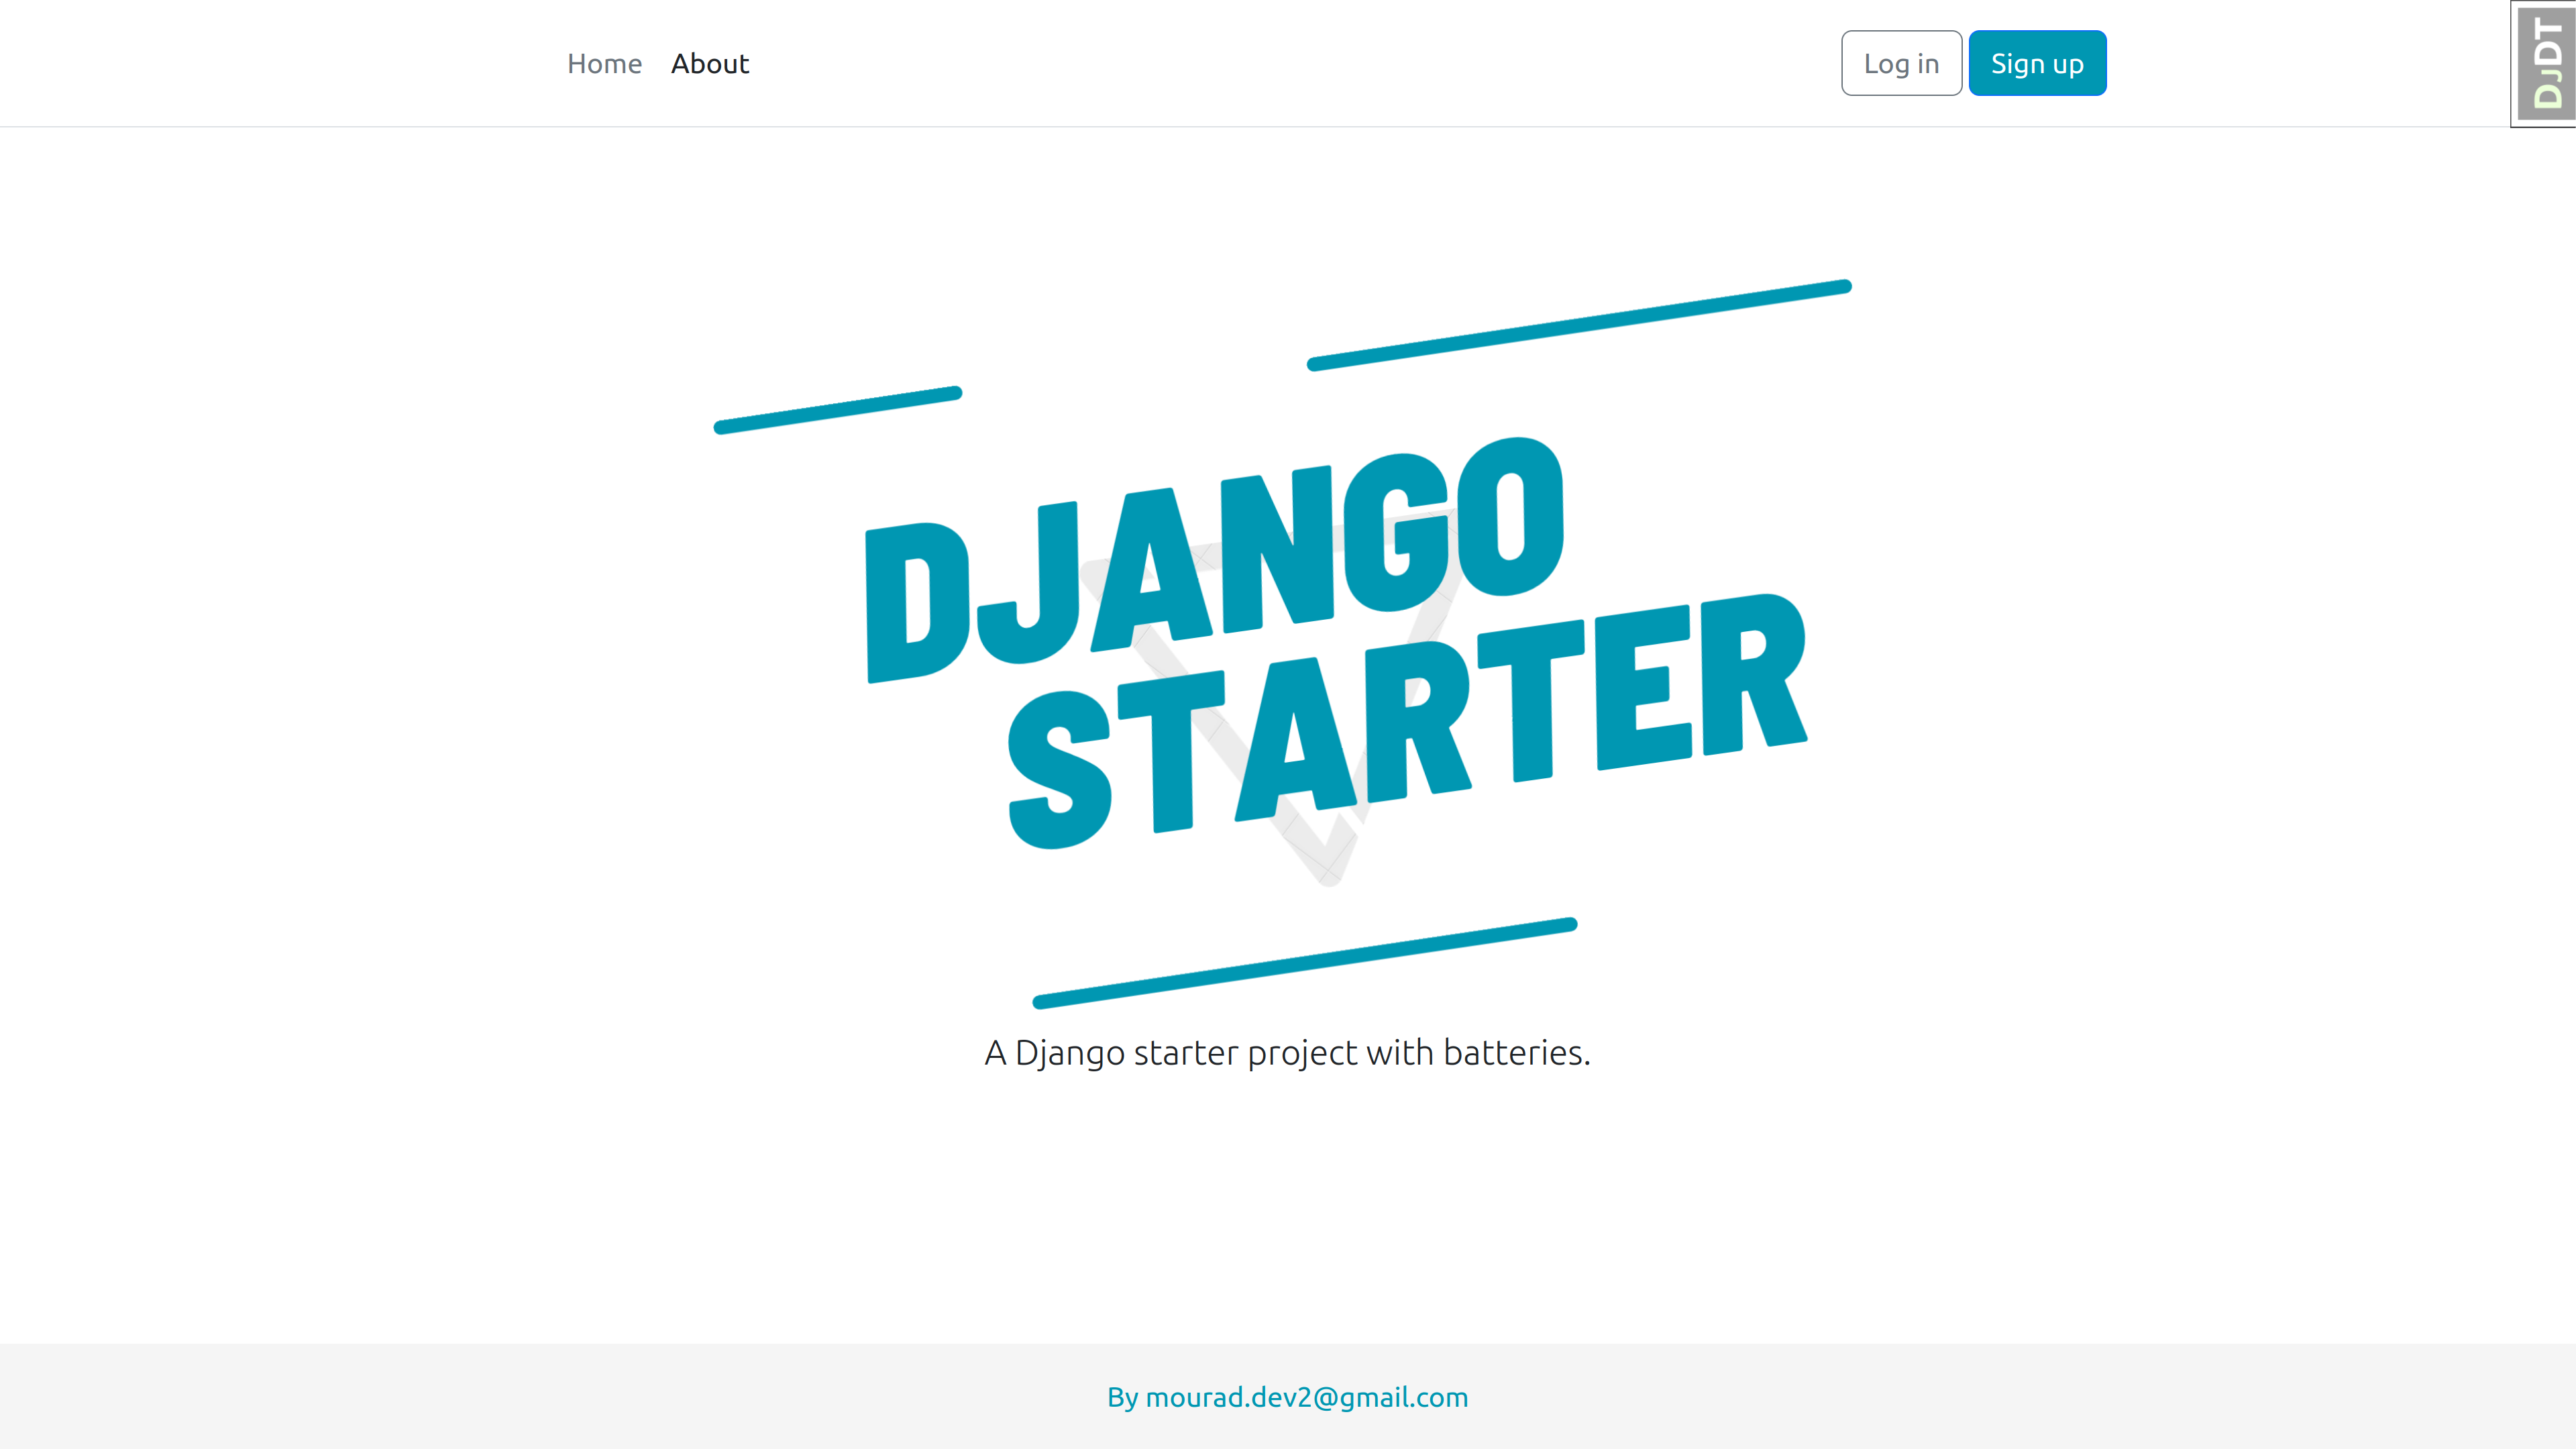 Home About Log in Sign up
DJDT
DJANGO
STARTER
A Django starter project with batteries.
By mourad.dev2@gmail.com